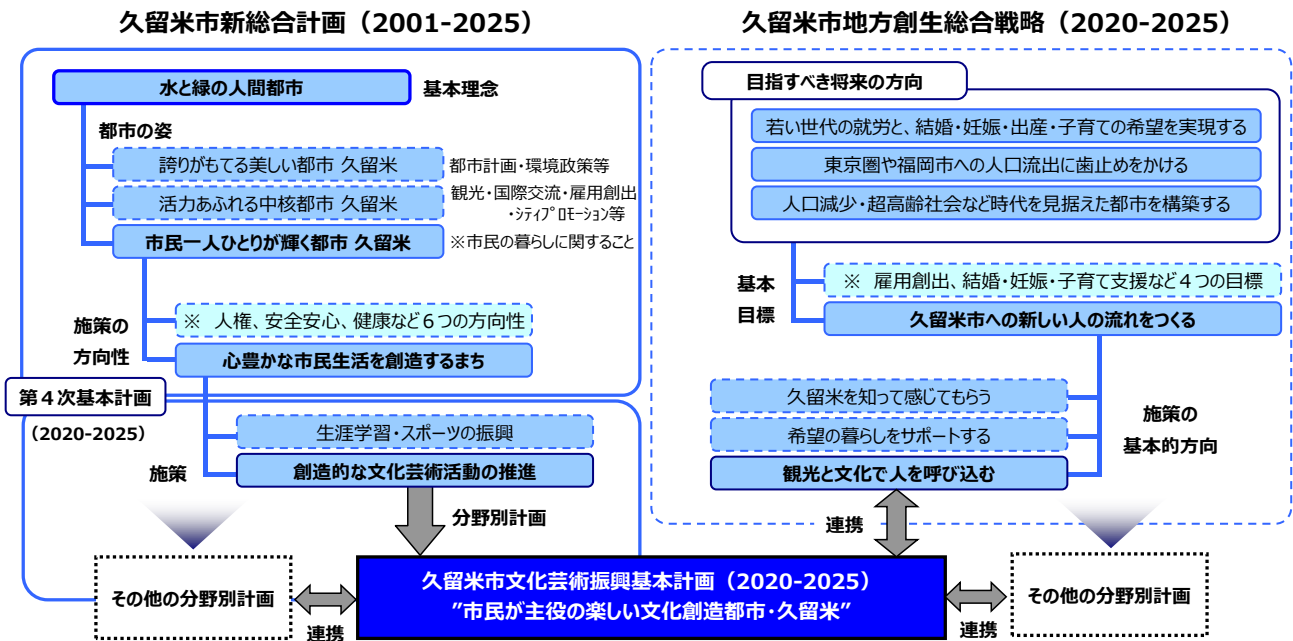 久留米市新総合計画（2001-2025）
水と緑の人間都市
基本理念
都市の姿
誇りがもてる美しい都市 久留米
都市計画・環境政策等
活力あふれる中核都市 久留米
観光・国際交流・雇用創出
・ｼﾃｨﾌﾟﾛﾓｰｼｮﾝ等
市民一人ひとりが輝く都市 久留米
※市民の暮らしに関すること
施策の
方向性
※ 人権、安全安心、健康など６つの方向性
心豊かな市民生活を創造するまち
第４次基本計画
（2020-2025）
生涯学習・スポーツの振興
施策
創造的な文化芸術活動の推進
分野別計画
その他の分野別計画
連携
久留米市地方創生総合戦略（2020-2025）
目指すべき将来の方向
若い世代の就労と、結婚・妊娠・出産・子育ての希望を実現する
東京圏や福岡市への人口流出に歯止めをかける
人口減少・超高齢社会など時代を見据えた都市を構築する
基本
目標
※ 雇用創出、結婚・妊娠・子育て支援など４つの目標
久留米市への新しい人の流れをつくる
久留米を知って感じてもらう
希望の暮らしをサポートする
観光と文化で人を呼び込む
施策の
基本的方向
連携
久留米市文化芸術振興基本計画（2020-2025）
”市民が主役の楽しい文化創造都市・久留米”
連携
その他の分野別計画